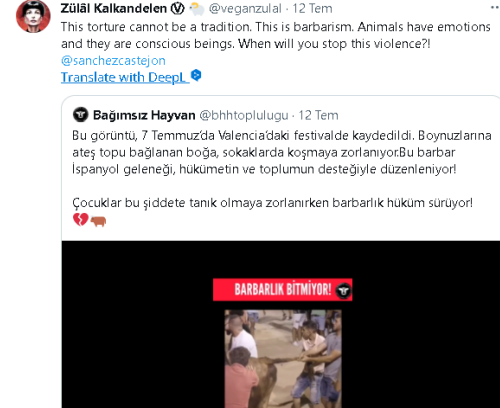 Zülâl Kalkandelen Ⓥ @veganzulal · 12 Tem
This torture cannot be a tradition. This is barbarism. Animals have emotions
and they are conscious beings. When will you stop this violence?!
@sanchezcastejon
Translate with DeepL
Bağımsız Hayvan @bhhtoplulugu · 12 Tem
Bu görüntü, 7 Temmuz'da Valencia'daki festivalde kaydedildi. Boynuzlarına
ateş topu bağlanan boğa, sokaklarda koşmaya zorlanıyor.Bu barbar
İspanyol geleneği, hükümetin ve toplumun desteğiyle düzenleniyor!
Çocuklar bu şiddete tanık olmaya zorlanırken barbarlık hüküm sürüyor!
💔🐂
BARBARLIK BİTMİYOR!